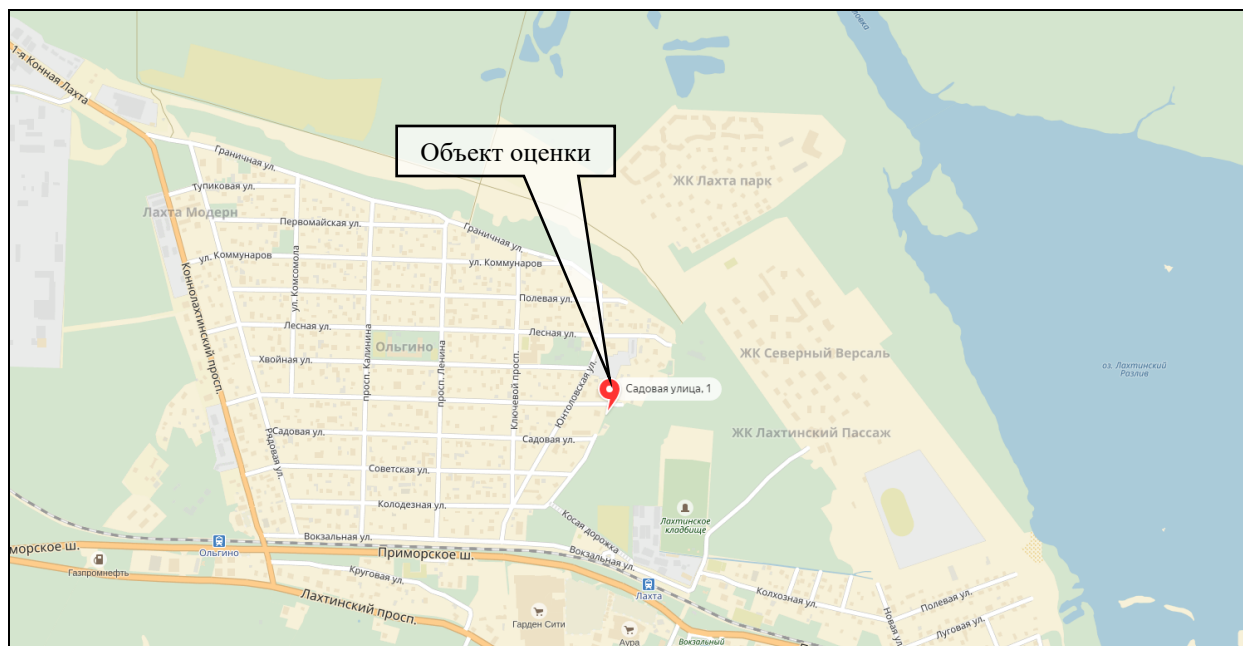 1-я Конная Лахта
Объект оценки
Граничная ул.
Тупиковая ул.
ЖК Лахта парк
Лахта Модерн
Первомайская ул.
Граничная ул.
ул. Коммунаров
ул. Коммунаров
ул. Комсомола
Полевая ул.
Коннолахтинский просп.
Лесная ул.
Лесная ул.
Ольгино
ЖК Северный Версаль
оз. Лахтинский
Разлив
Хвойная ул.
просп. Калинина
просп. Ленина
Ключевой просп.
Юнтоловская ул.
Садовая улица, 1
Рядовая ул.
Садовая ул.
Садовая ул.
ЖК Лахтинский Пассаж
Советская ул.
Колодезная ул.
Косая дорожка
Лахтинское
кладбище
Вокзальная ул.
Ольгино
морское ш.
Приморское ш.
Вокзальная ул.
Газпромнефть
Круговая ул.
Лахта
Колхозная ул.
Полевая ул.
Новая ул.
Луговая ул.
Лахтинский просп.
Гарден Сити
Аура
Вокзальный